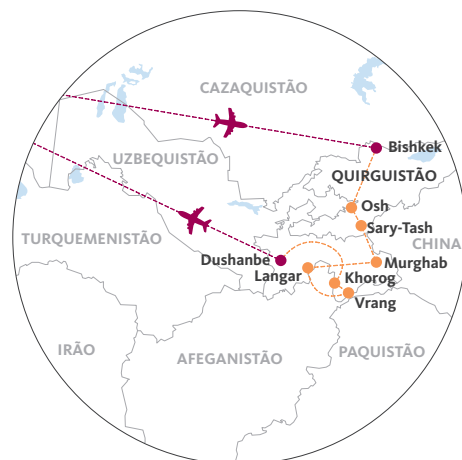 CAZAQUISTÃO
Bishkek
UZBEQUISTÃO
QUIRGUISTÃO
Osh
Sary-Tash
TURQUEMENISTÃO
CHINA
Dushanbe
Murghab
Langar
Khorog
Vrang
IRÃO
AFEGANISTÃO
PAQUISTÃO